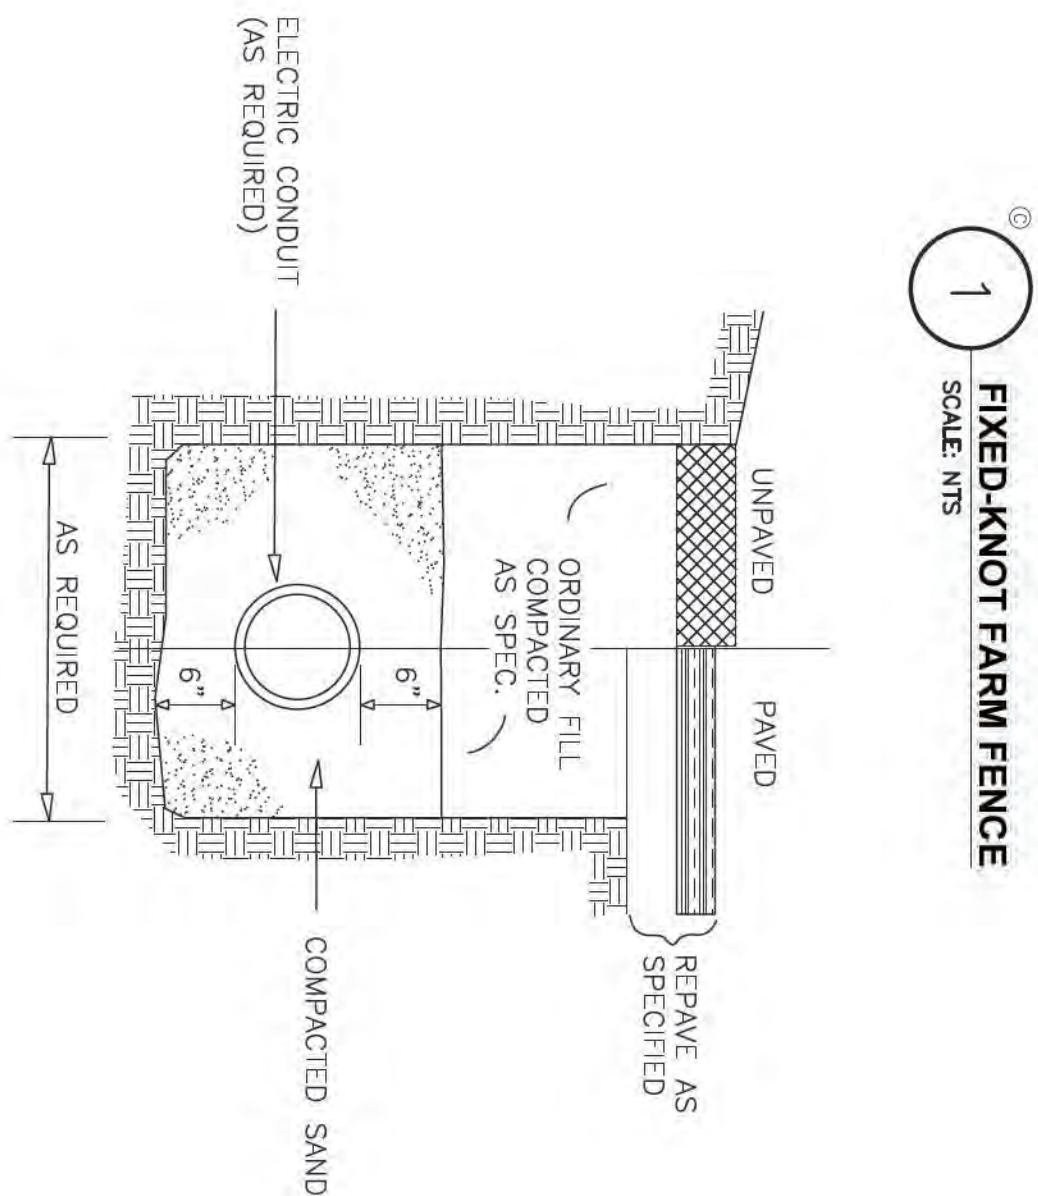 ©
1
FIXED-KNOT FARM FENCE
SCALE: NTS
UNPAVED
PAVED
REPAVE AS
SPECIFIED
ORDINARY FILL
COMPACTED
AS SPEC.
6"
6"
ELECTRIC CONDUIT
(AS REQUIRED)
COMPACTED SAND
AS REQUIRED